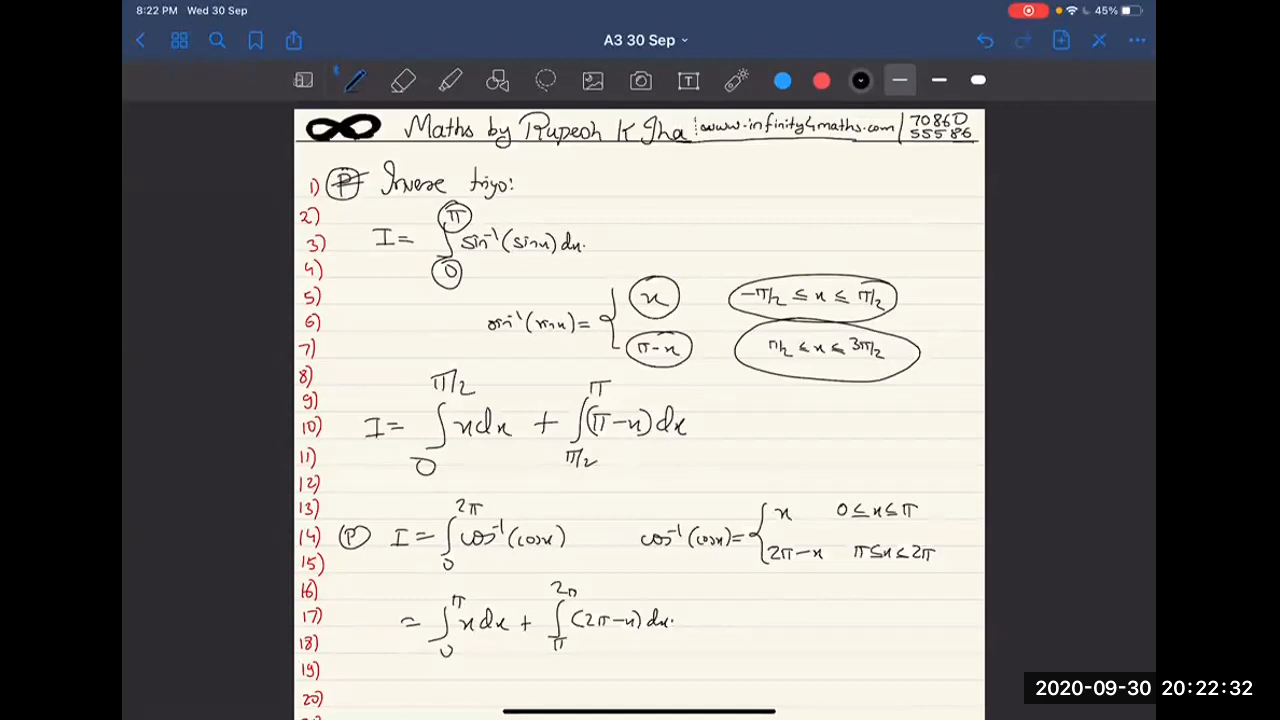 8:22 PM Wed 30 Sep
45%
A3 30 Sep
Maths by Rupesh K Jha www.infinity4maths.com 70860 55586
1) P Inverse trigo:
2)
3) I = ∫₀^π sin⁻¹(sinx)dx.
4)
5) x -π/2 ≤ x ≤ π/2
6) sin⁻¹(sinx) = {
7) π-x π/2 ≤ x ≤ 3π/2
8)
9)
10) I = ∫₀^π/2 x dx + ∫π/2^π (π-x) dx
11)
12)
13) x 0 ≤ x ≤ π
14) P I = ∫₀^2π cos⁻¹(cosx) cos⁻¹(cosx) = {
15) 2π-x π ≤ x ≤ 2π
16)
17) = ∫₀^π x dx + ∫π^2π (2π-x) dx.
18)
19)
20)
2020-09-30 20:22:32